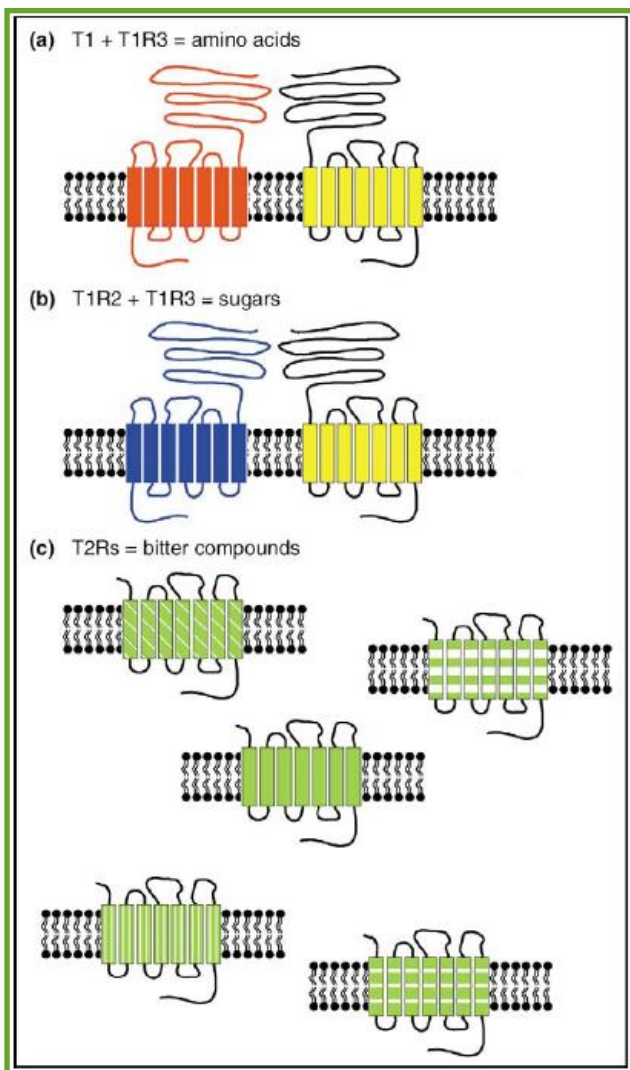 (a) T1 + T1R3 = amino acids
(b) T1R2 + T1R3 = sugars
(c) T2Rs = bitter compounds